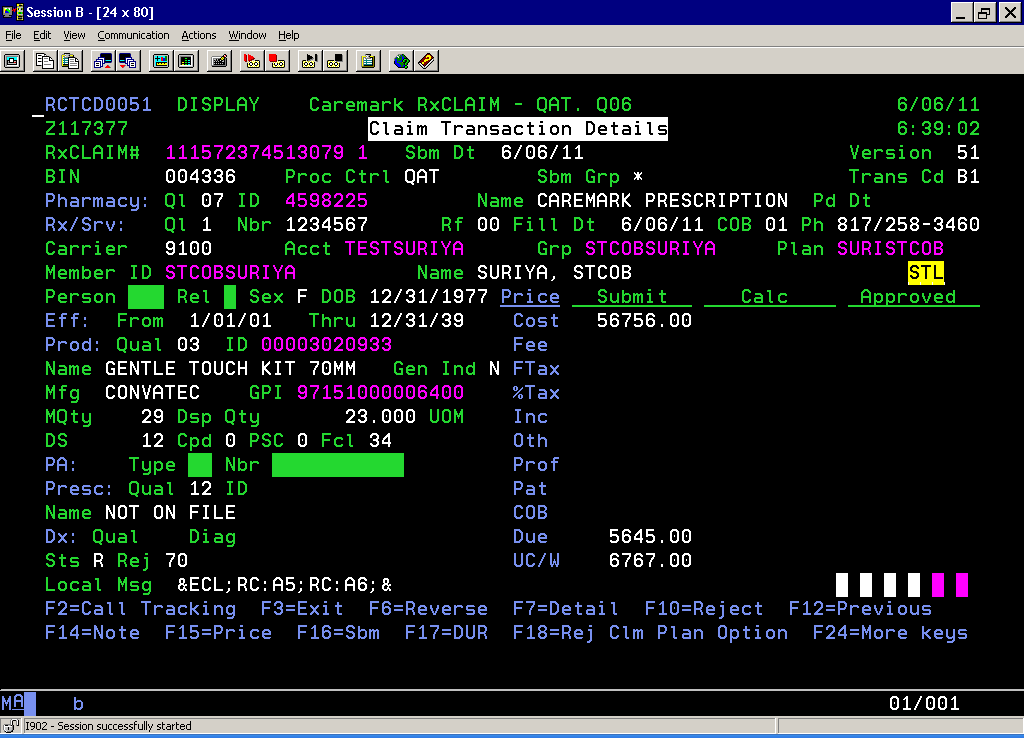 Session B - [24 x 80]
File Edit View Communication Actions Window Help
RCTCD0051 DISPLAY Caremark RxCLAIM - QAT. Q06 6/06/11
Z117377 Claim Transaction Details 6:39:02
RxCLAIM# 111572374513079 1 Sbm Dt 6/06/11 Version 51
BIN 004336 Proc Ctrl QAT Sbm Grp * Trans Cd B1
Pharmacy: Ql 07 ID 4598225 Name CAREMARK PRESCRIPTION Pd Dt
Rx/Srv: Ql 1 Nbr 1234567 Rf 00 Fill Dt 6/06/11 COB 01 Ph 817/258-3460
Carrier 9100 Acct TESTSURIYA Grp STCOBSURIYA Plan SURISTCOB
Member ID STCOBSURIYA Name SURIYA, STCOB STL
Person Rel Sex F DOB 12/31/1977 Price Submit Calc Approved
Eff: From 1/01/01 Thru 12/31/39 Cost 56756.00
Prod: Qual 03 ID 00003020933 Fee
Name GENTLE TOUCH KIT 70MM Gen Ind N FTax
Mfg CONVATEC GPI 97151000006400 %Tax
MQty 29 Dsp Qty 23.000 UOM Inc
DS 12 Cpd 0 PSC 0 Fcl 34 Oth
PA: Type Nbr Prof
Presc: Qual 12 ID Pat
Name NOT ON FILE COB
Dx: Qual Diag Due 5645.00
Sts R Rej 70 UC/W 6767.00
Local Msg &ECL;RC:A5;RC:A6;&
F2=Call Tracking F3=Exit F6=Reverse F7=Detail F10=Reject F12=Previous
F14=Note F15=Price F16=Sbm F17=DUR F18=Rej Clm Plan Option F24=More keys
MA b 01/001
I902 - Session successfully started